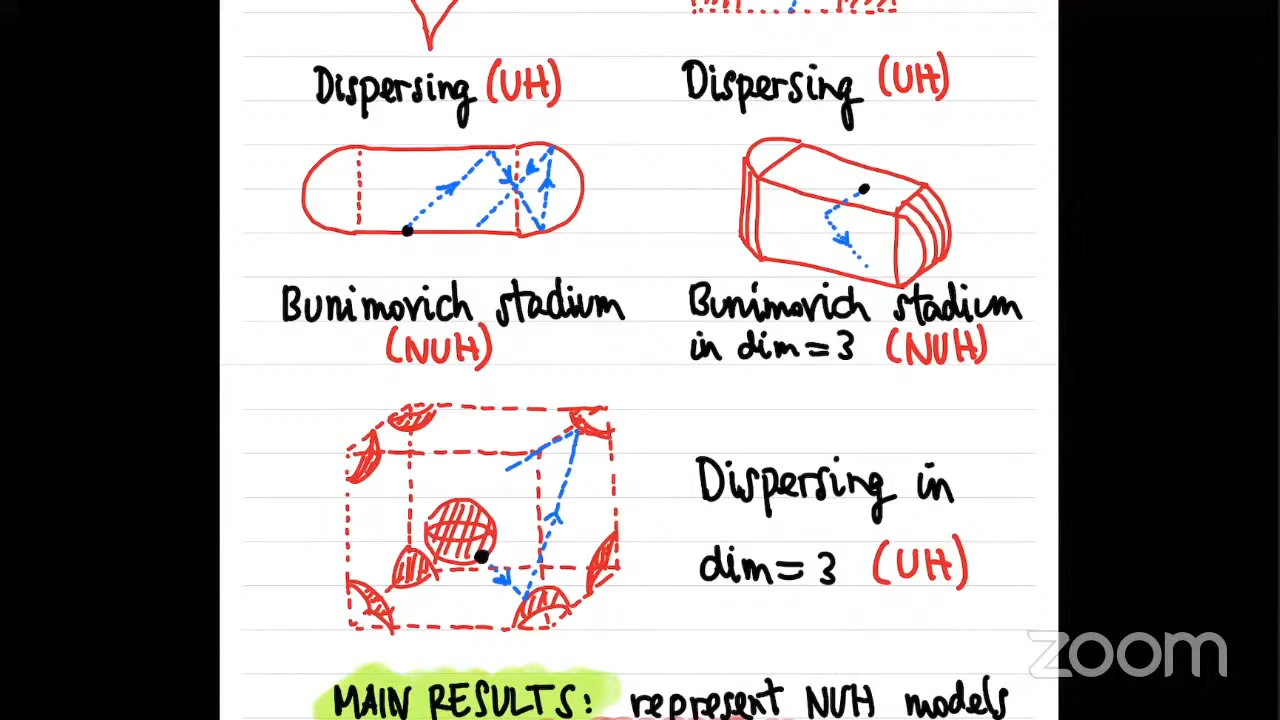 Dispersing (UH)
Dispersing (UH)
Bunimovich stadium
(NUH)
Bunimovich stadium
in dim = 3 (NUH)
Dispersing in
dim = 3 (UH)
MAIN RESULTS: represent NUH models
zoom